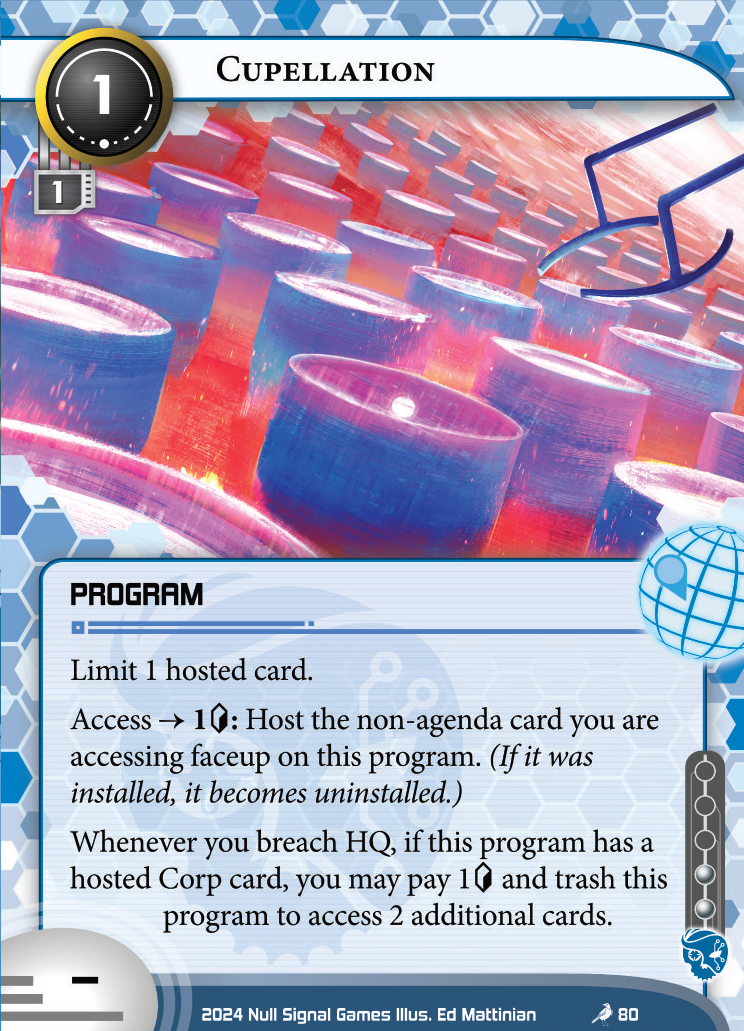 1
CUPELLATION
1
PROGRAM
Limit 1 hosted card.
Access → 1: Host the non-agenda card you are
accessing faceup on this program. (If it was
installed, it becomes uninstalled.)
Whenever you breach HQ, if this program has a
hosted Corp card, you may pay 1 and trash this
program to access 2 additional cards.
2024 Null Signal Games Illus. Ed Mattinian 80